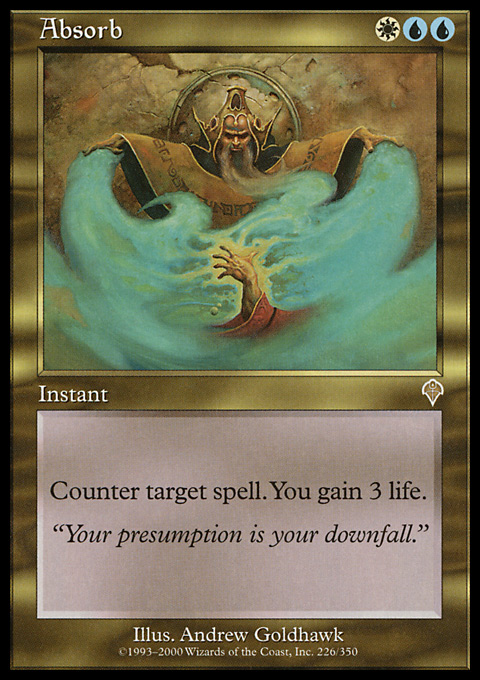 Absorb
Instant
Counter target spell. You gain 3 life.
“Your presumption is your downfall.”
Illus. Andrew Goldhawk
©1993–2000 Wizards of the Coast, Inc. 226/350